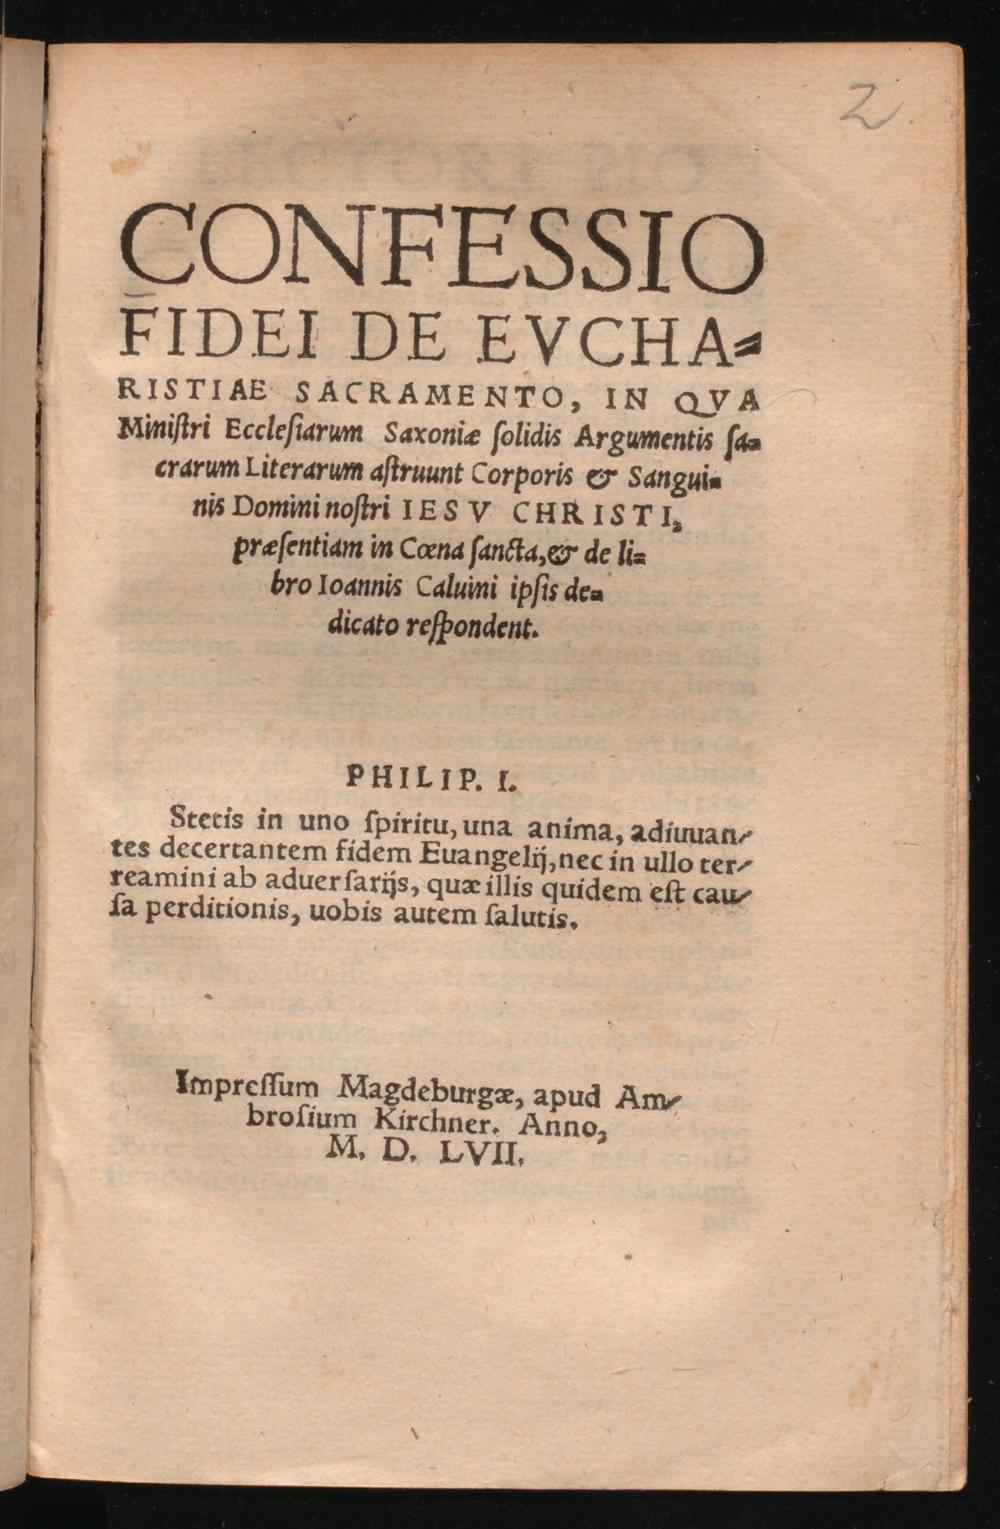 2
CONFESSIO
FIDEI DE EVCHA=
RISTIAE SACRAMENTO, IN QVA
Miniſtri Eccleſiarum Saxoniæ ſolidis Argumentis ſa=
crarum Literarum aſtruunt Corporis & Sangui=
nis Domini noſtri IESV CHRISTI,
præſentiam in Cœna ſancta, & de li=
bro Ioannis Caluini ipſis de=
dicato reſpondent.
PHILIP. I.
Stetis in uno ſpiritu, una anima, adiuuan⸗
tes decertantem fidem Euangelij, nec in ullo ter⸗
reamini ab aduerſarijs, quæ illis quidem eſt cau⸗
ſa perditionis, uobis autem ſalutis.
Impreſſum Magdeburgæ, apud Am⸗
broſium Kirchner. Anno,
M. D. LVII.